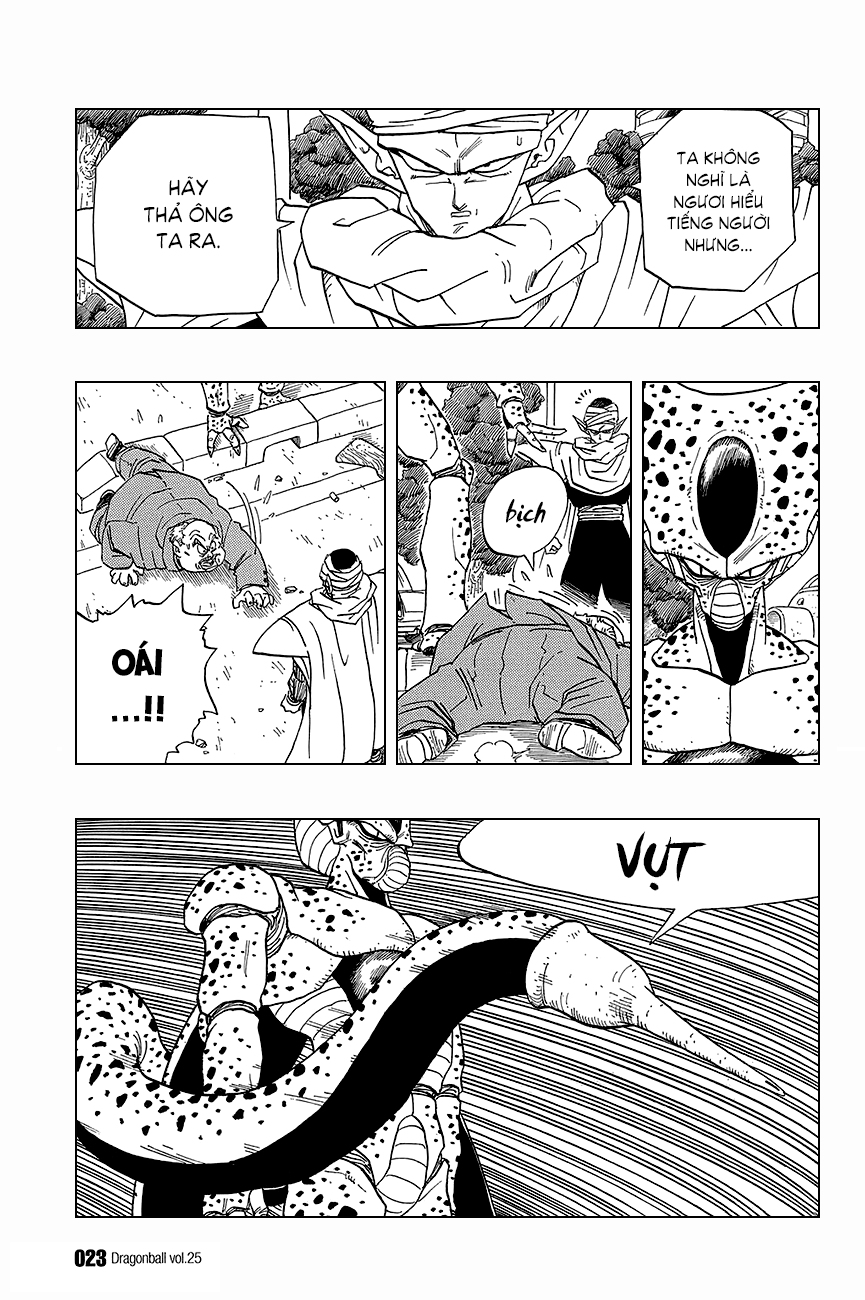 TA KHÔNG
NGHĨ LÀ
NGƯƠI HIỂU
TIẾNG NGƯỜI
NHƯNG...
HÃY
THẢ ÔNG
TA RA.
bịch
OÁI
...!!
VỤT
023 Dragonball vol.25